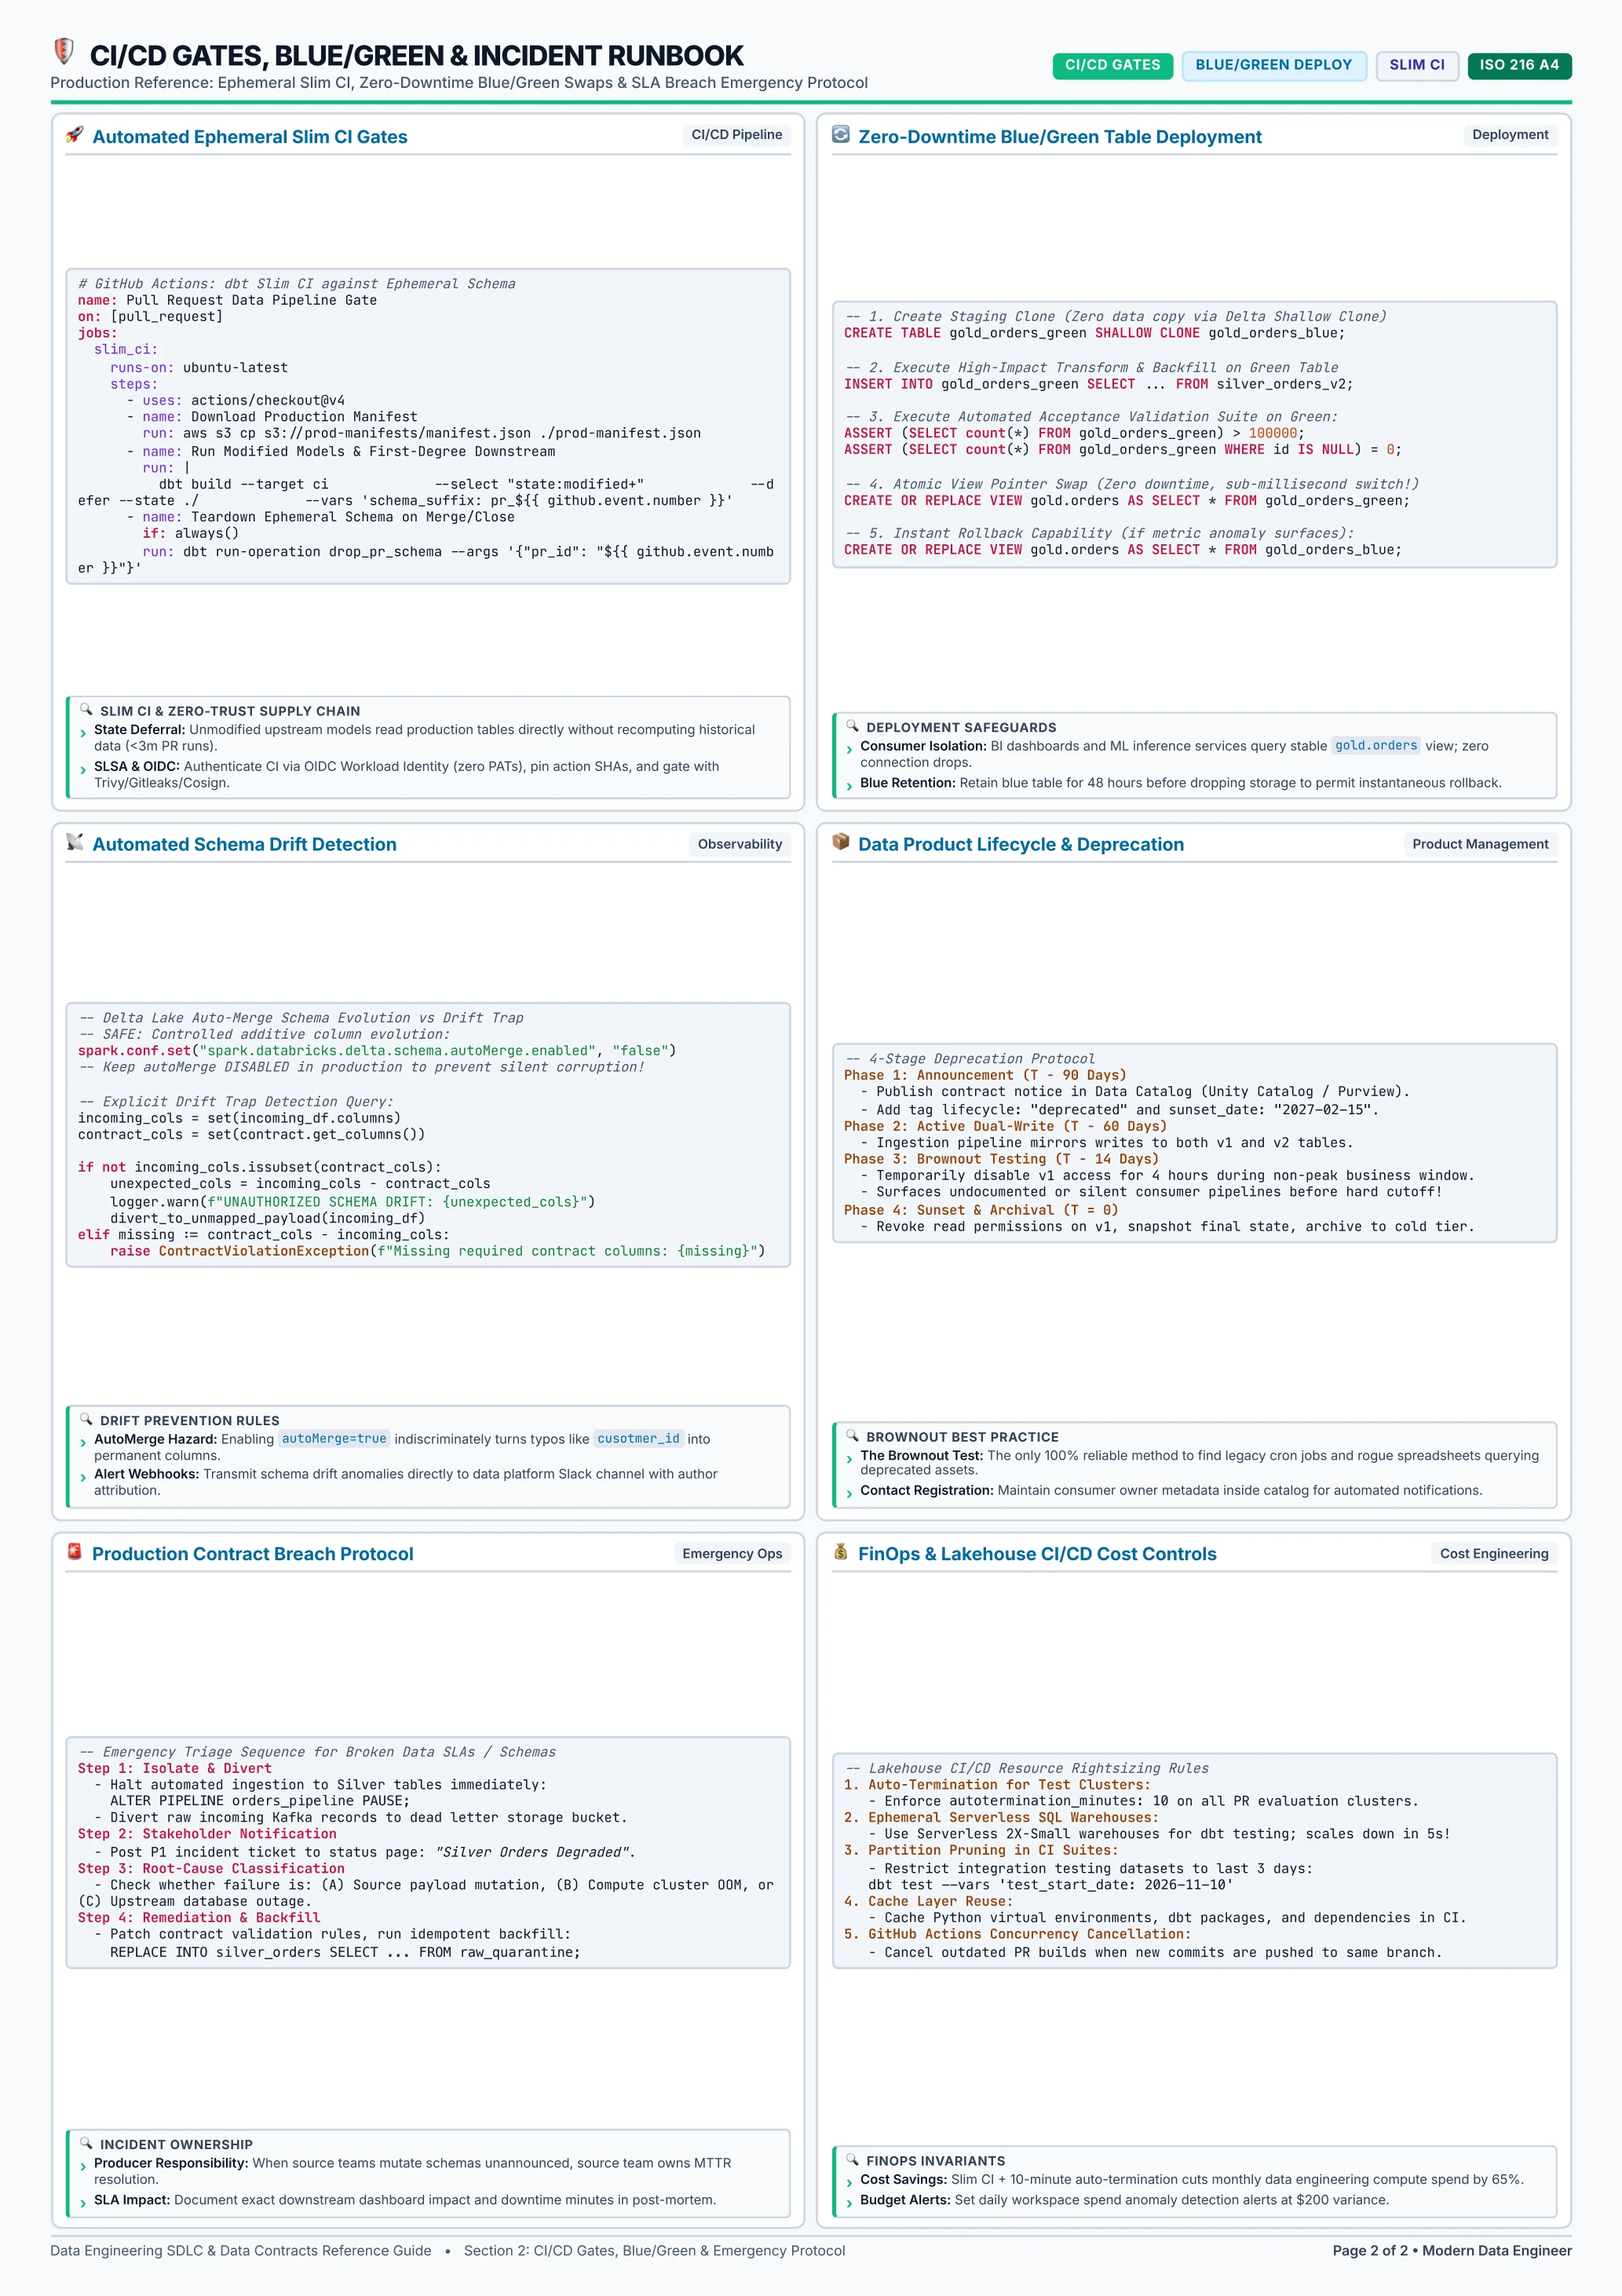 CI/CD GATES, BLUE/GREEN & INCIDENT RUNBOOK
Production Reference: Ephemeral Slim CI, Zero-Downtime Blue/Green Swaps & SLA Breach Emergency Protocol
CI/CD GATES
BLUE/GREEN DEPLOY
SLIM CI
ISO 216 A4
Automated Ephemeral Slim CI Gates
CI/CD Pipeline
# GitHub Actions: dbt Slim CI against Ephemeral Schema
name: Pull Request Data Pipeline Gate
on: [pull_request]
jobs:
  slim_ci:
    runs-on: ubuntu-latest
    steps:
      - uses: actions/checkout@v4
      - name: Download Production Manifest
        run: aws s3 cp s3://prod-manifests/manifest.json ./prod-manifest.json
      - name: Run Modified Models & First-Degree Downstream
        run: |
          dbt build --target ci             --select "state:modified+"             --d
efer --state ./             --vars 'schema_suffix: pr_${{ github.event.number }}'
      - name: Teardown Ephemeral Schema on Merge/Close
        if: always()
        run: dbt run-operation drop_pr_schema --args '{"pr_id": "${{ github.event.numb
er }}"}'
SLIM CI & ZERO-TRUST SUPPLY CHAIN
› State Deferral: Unmodified upstream models read production tables directly without recomputing historical
data (<3m PR runs).
› SLSA & OIDC: Authenticate CI via OIDC Workload Identity (zero PATs), pin action SHAs, and gate with
Trivy/Gitleaks/Cosign.
Zero-Downtime Blue/Green Table Deployment
Deployment
-- 1. Create Staging Clone (Zero data copy via Delta Shallow Clone)
CREATE TABLE gold_orders_green SHALLOW CLONE gold_orders_blue;
-- 2. Execute High-Impact Transform & Backfill on Green Table
INSERT INTO gold_orders_green SELECT ... FROM silver_orders_v2;
-- 3. Execute Automated Acceptance Validation Suite on Green:
ASSERT (SELECT count(*) FROM gold_orders_green) > 100000;
ASSERT (SELECT count(*) FROM gold_orders_green WHERE id IS NULL) = 0;
-- 4. Atomic View Pointer Swap (Zero downtime, sub-millisecond switch!)
CREATE OR REPLACE VIEW gold.orders AS SELECT * FROM gold_orders_green;
-- 5. Instant Rollback Capability (if metric anomaly surfaces):
CREATE OR REPLACE VIEW gold.orders AS SELECT * FROM gold_orders_blue;
DEPLOYMENT SAFEGUARDS
› Consumer Isolation: BI dashboards and ML inference services query stable gold.orders view; zero
connection drops.
› Blue Retention: Retain blue table for 48 hours before dropping storage to permit instantaneous rollback.
Automated Schema Drift Detection
Observability
-- Delta Lake Auto-Merge Schema Evolution vs Drift Trap
-- SAFE: Controlled additive column evolution:
spark.conf.set("spark.databricks.delta.schema.autoMerge.enabled", "false")
-- Keep autoMerge DISABLED in production to prevent silent corruption!
-- Explicit Drift Trap Detection Query:
incoming_cols = set(incoming_df.columns)
contract_cols = set(contract.get_columns())
if not incoming_cols.issubset(contract_cols):
    unexpected_cols = incoming_cols - contract_cols
    logger.warn(f"UNAUTHORIZED SCHEMA DRIFT: {unexpected_cols}")
    divert_to_unmapped_payload(incoming_df)
elif missing := contract_cols - incoming_cols:
    raise ContractViolationException(f"Missing required contract columns: {missing}")
DRIFT PREVENTION RULES
› AutoMerge Hazard: Enabling autoMerge=true indiscriminately turns typos like cusotmer_id into
permanent columns.
› Alert Webhooks: Transmit schema drift anomalies directly to data platform Slack channel with author
attribution.
Data Product Lifecycle & Deprecation
Product Management
-- 4-Stage Deprecation Protocol
Phase 1: Announcement (T - 90 Days)
  - Publish contract notice in Data Catalog (Unity Catalog / Purview).
  - Add tag lifecycle: "deprecated" and sunset_date: "2027-02-15".
Phase 2: Active Dual-Write (T - 60 Days)
  - Ingestion pipeline mirrors writes to both v1 and v2 tables.
Phase 3: Brownout Testing (T - 14 Days)
   - Temporarily disable v1 access for 4 hours during non-peak business window.
   - Surfaces undocumented or silent consumer pipelines before hard cutoff!
Phase 4: Sunset & Archival (T = 0)
   - Revoke read permissions on v1, snapshot final state, archive to cold tier.
BROWNOUT BEST PRACTICE
› The Brownout Test: The only 100% reliable method to find legacy cron jobs and rogue spreadsheets querying
deprecated assets.
› Contact Registration: Maintain consumer owner metadata inside catalog for automated notifications.
Production Contract Breach Protocol
Emergency Ops
-- Emergency Triage Sequence for Broken Data SLAs / Schemas
Step 1: Isolate & Divert
  - Halt automated ingestion to Silver tables immediately:
    ALTER PIPELINE orders_pipeline PAUSE;
  - Divert raw incoming Kafka records to dead letter storage bucket.
Step 2: Stakeholder Notification
  - Post P1 incident ticket to status page: "Silver Orders Degraded".
Step 3: Root-Cause Classification
  - Check whether failure is: (A) Source payload mutation, (B) Compute cluster OOM, or
(C) Upstream database outage.
Step 4: Remediation & Backfill
  - Patch contract validation rules, run idempotent backfill:
    REPLACE INTO silver_orders SELECT ... FROM raw_quarantine;
INCIDENT OWNERSHIP
› Producer Responsibility: When source teams mutate schemas unannounced, source team owns MTTR
resolution.
› SLA Impact: Document exact downstream dashboard impact and downtime minutes in post-mortem.
FinOps & Lakehouse CI/CD Cost Controls
Cost Engineering
-- Lakehouse CI/CD Resource Rightsizing Rules
1. Auto-Termination for Test Clusters:
   - Enforce autotermination_minutes: 10 on all PR evaluation clusters.
2. Ephemeral Serverless SQL Warehouses:
   - Use Serverless 2X-Small warehouses for dbt testing; scales down in 5s!
3. Partition Pruning in CI Suites:
   - Restrict integration testing datasets to last 3 days:
   dbt test --vars 'test_start_date: 2026-11-10'
4. Cache Layer Reuse:
   - Cache Python virtual environments, dbt packages, and dependencies in CI.
5. GitHub Actions Concurrency Cancellation:
   - Cancel outdated PR builds when new commits are pushed to same branch.
FINOPS INVARIANTS
› Cost Savings: Slim CI + 10-minute auto-termination cuts monthly data engineering compute spend by 65%.
› Budget Alerts: Set daily workspace spend anomaly detection alerts at $200 variance.
Data Engineering SDLC & Data Contracts Reference Guide • Section 2: CI/CD Gates, Blue/Green & Emergency Protocol
Page 2 of 2 • Modern Data Engineer